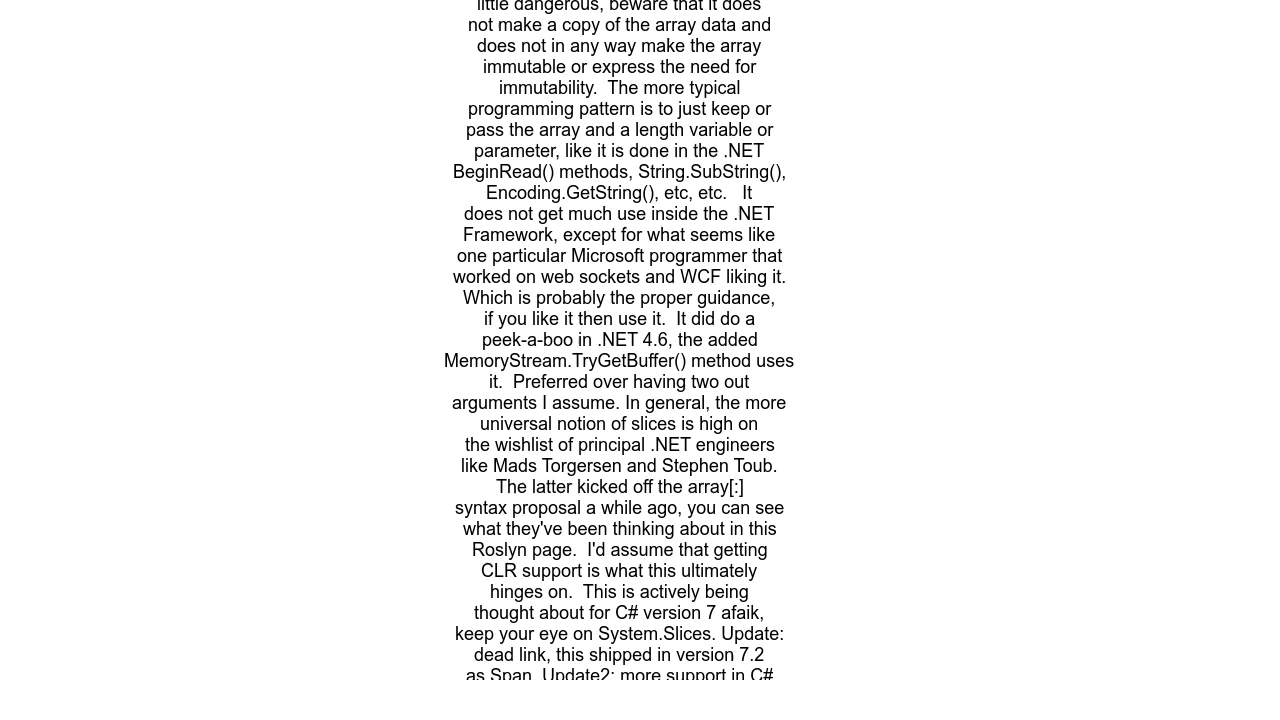 little dangerous, beware that it does
not make a copy of the array data and
does not in any way make the array
immutable or express the need for
immutability.  The more typical
programming pattern is to just keep or
pass the array and a length variable or
parameter, like it is done in the .NET
BeginRead() methods, String.SubString(),
Encoding.GetString(), etc, etc.   It
does not get much use inside the .NET
Framework, except for what seems like
one particular Microsoft programmer that
worked on web sockets and WCF liking it.
Which is probably the proper guidance,
if you like it then use it.  It did do a
peek-a-boo in .NET 4.6, the added
MemoryStream.TryGetBuffer() method uses
it.  Preferred over having two out
arguments I assume. In general, the more
universal notion of slices is high on
the wishlist of principal .NET engineers
like Mads Torgersen and Stephen Toub.
The latter kicked off the array[:]
syntax proposal a while ago, you can see
what they've been thinking about in this
Roslyn page.  I'd assume that getting
CLR support is what this ultimately
hinges on.  This is actively being
thought about for C# version 7 afaik,
keep your eye on System.Slices. Update:
dead link, this shipped in version 7.2
as Span. Update2: more support in C#